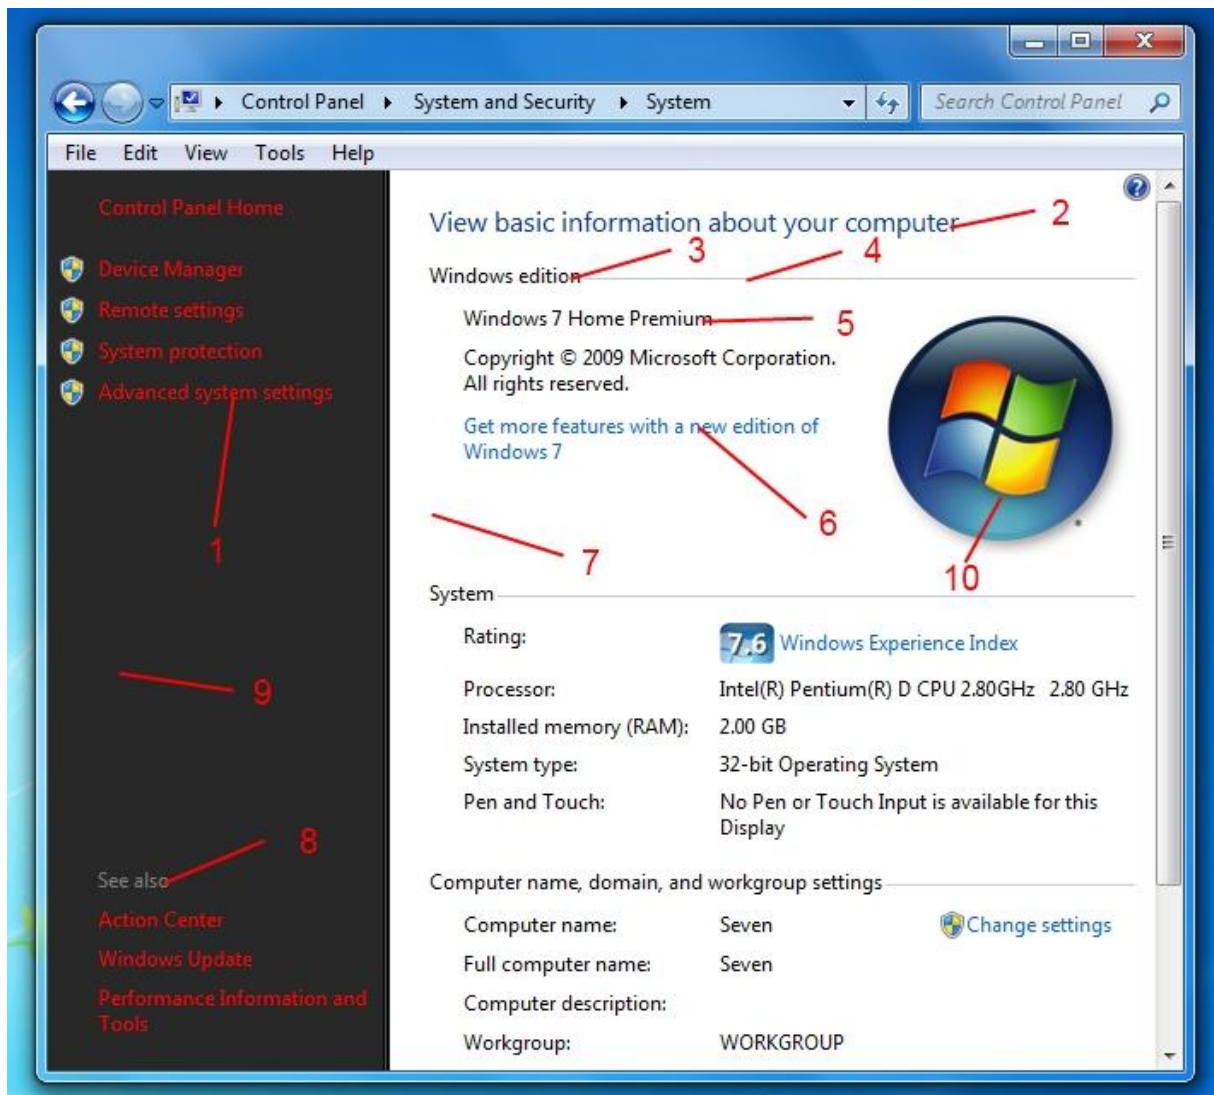 Control Panel System and Security System Search Control Panel
File Edit View Tools Help
Control Panel Home
Device Manager
Remote settings
System protection
Advanced system settings
1
9
8
See also
Action Center
Windows Update
Performance Information and
Tools
View basic information about your computer 2
3 4
Windows edition
Windows 7 Home Premium 5
Copyright © 2009 Microsoft Corporation.
All rights reserved.
Get more features with a new edition of
Windows 7
6
7
10
System
Rating: 7.6 Windows Experience Index
Processor: Intel(R) Pentium(R) D CPU 2.80GHz 2.80 GHz
Installed memory (RAM): 2.00 GB
System type: 32-bit Operating System
Pen and Touch: No Pen or Touch Input is available for this
Display
Computer name, domain, and workgroup settings
Computer name: Seven Change settings
Full computer name: Seven
Computer description:
Workgroup: WORKGROUP